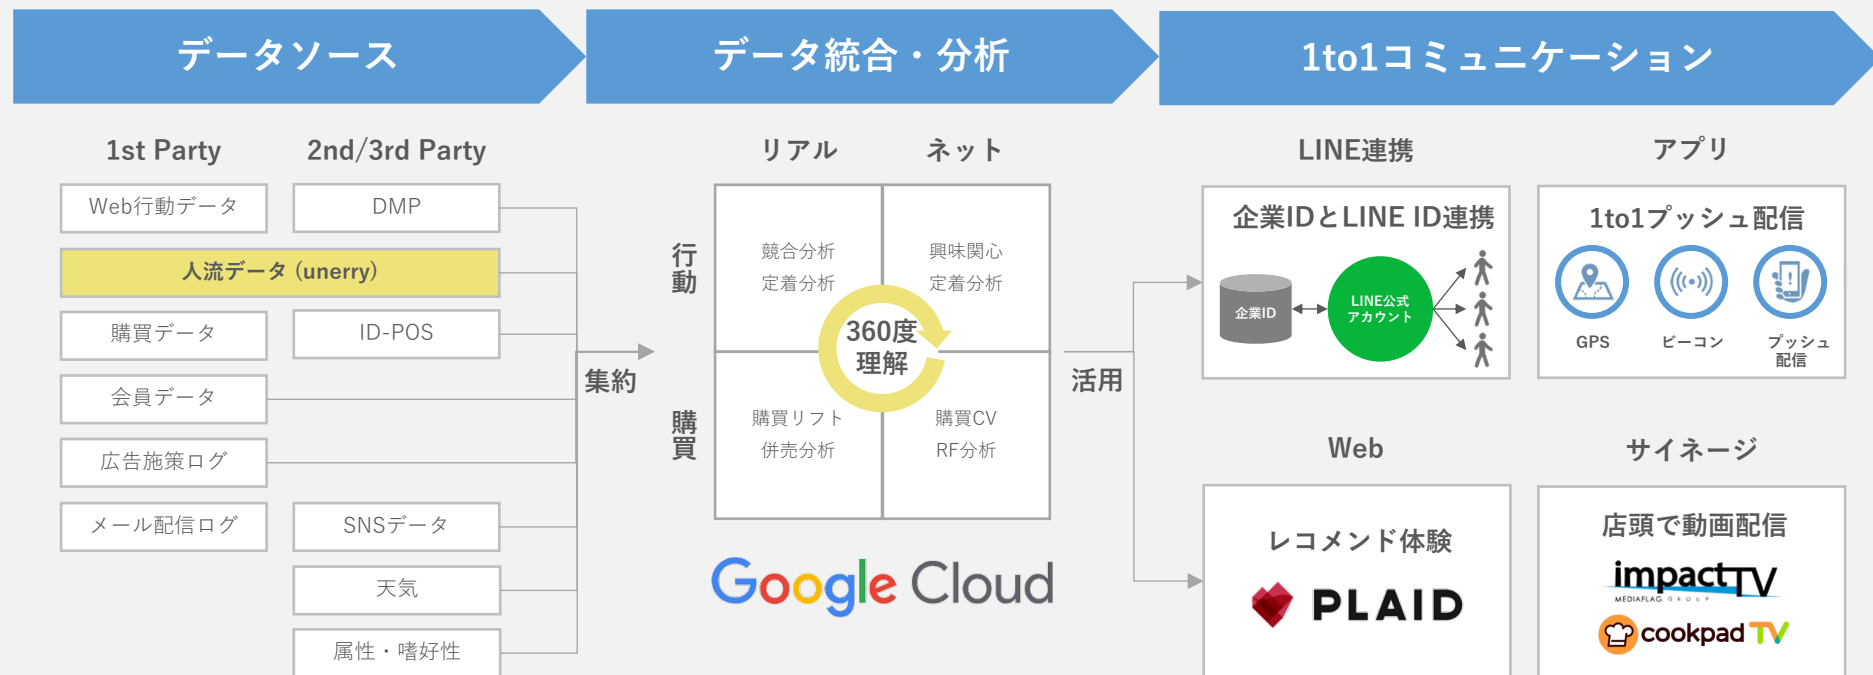 データソース
データ統合・分析
1to1コミュニケーション
1st Party
2nd/3rd Party
Web行動データ
DMP
人流データ (unerry)
購買データ
ID-POS
会員データ
広告施策ログ
メール配信ログ
SNSデータ
天気
属性・嗜好性
集約
リアル
ネット
行動
購買
競合分析
定着分析
興味関心
定着分析
360度
理解
購買リフト
併売分析
購買CV
RF分析
Google Cloud
活用
LINE連携
企業IDとLINE ID連携
企業ID
LINE公式
アカウント
アプリ
1to1プッシュ配信
GPS
ビーコン
プッシュ
配信
Web
レコメンド体験
PLAID
サイネージ
店頭で動画配信
impactTV
MEDIAFLAG GROUP
cookpad TV